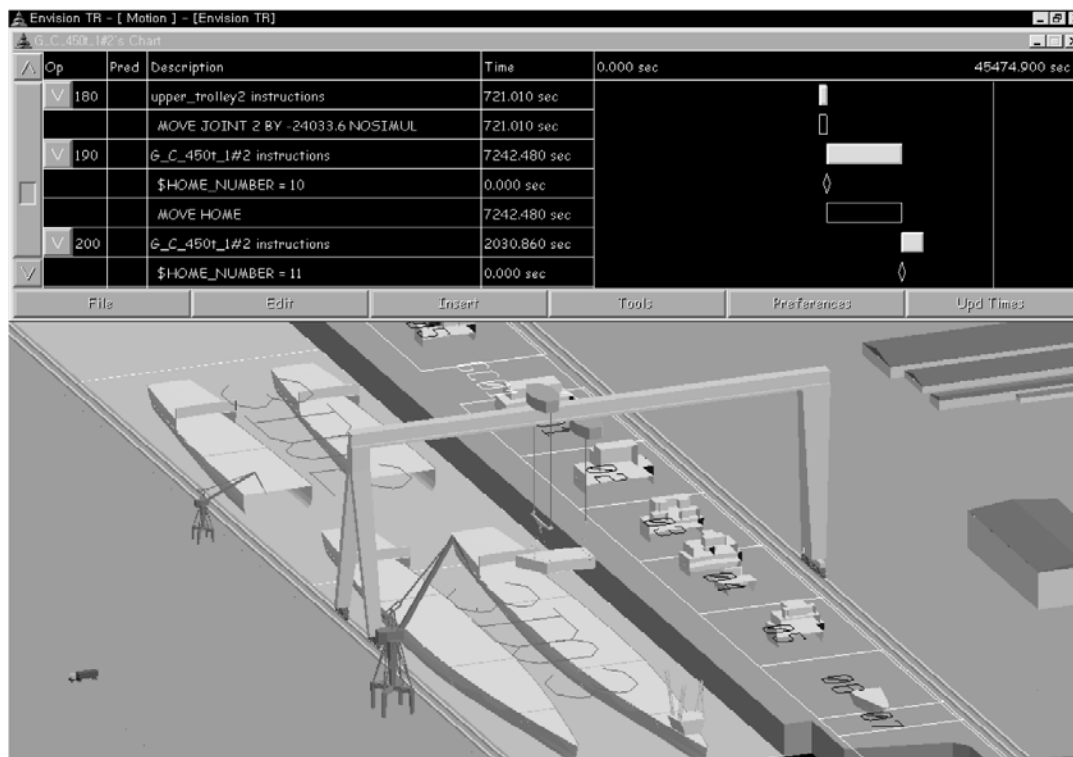 Envision TR - [ Motion ] - [Envision TR]
G_C_450t_1#2's Chart
Op Pred Description Time 0.000 sec 45474.900 sec
180 upper_trolley2 instructions 721.010 sec
MOVE JOINT 2 BY -24033.6 NOSIMUL 721.010 sec
190 G_C_450t_1#2 instructions 7242.480 sec
$HOME_NUMBER = 10 0.000 sec
MOVE HOME 7242.480 sec
200 G_C_450t_1#2 instructions 2030.860 sec
$HOME_NUMBER = 11 0.000 sec
File Edit Insert Tools Preferences Upd Times